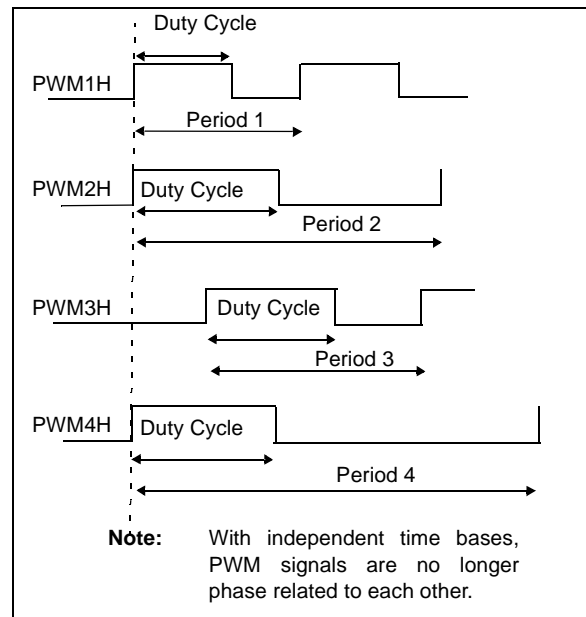 Duty Cycle
PWM1H
Period 1
PWM2H
Duty Cycle
Period 2
PWM3H
Duty Cycle
Period 3
PWM4H
Duty Cycle
Period 4
Note: With independent time bases,
PWM signals are no longer
phase related to each other.